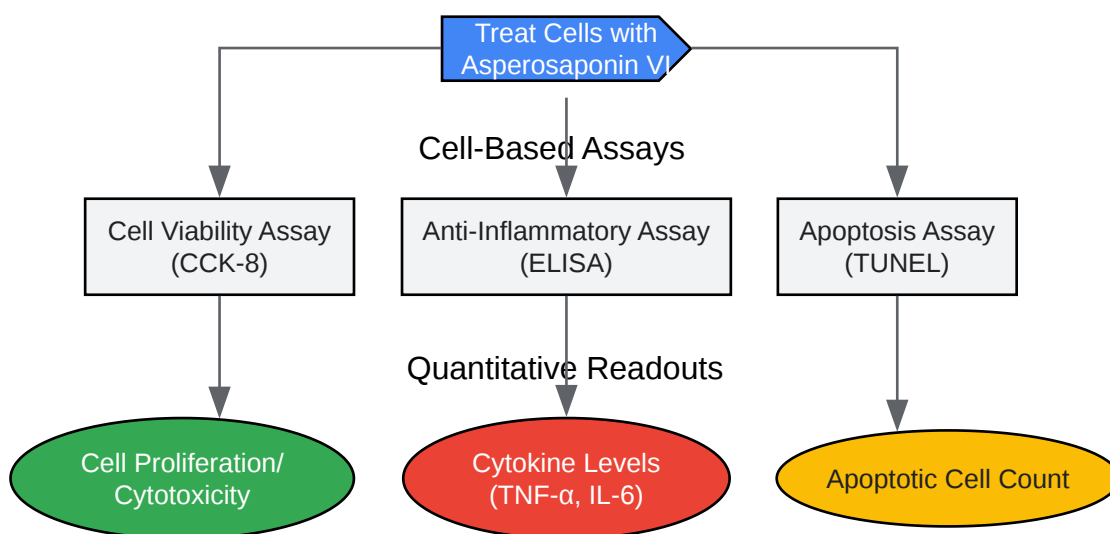 Treat Cells with
Asperosaponin VI
Cell-Based Assays
Cell Viability Assay
(CCK-8)
Anti-Inflammatory Assay
(ELISA)
Apoptosis Assay
(TUNEL)
Quantitative Readouts
Cell Proliferation/
Cytotoxicity
Cytokine Levels
(TNF-α, IL-6)
Apoptotic Cell Count